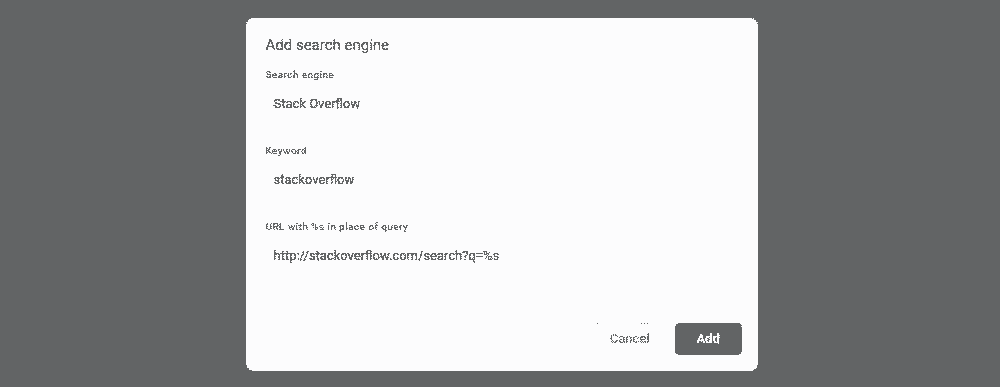 Add search engine
Search engine
Stack Overflow
Keyword
stackoverflow
URL with %s in place of query
http://stackoverflow.com/search?q=%s
Cancel
Add